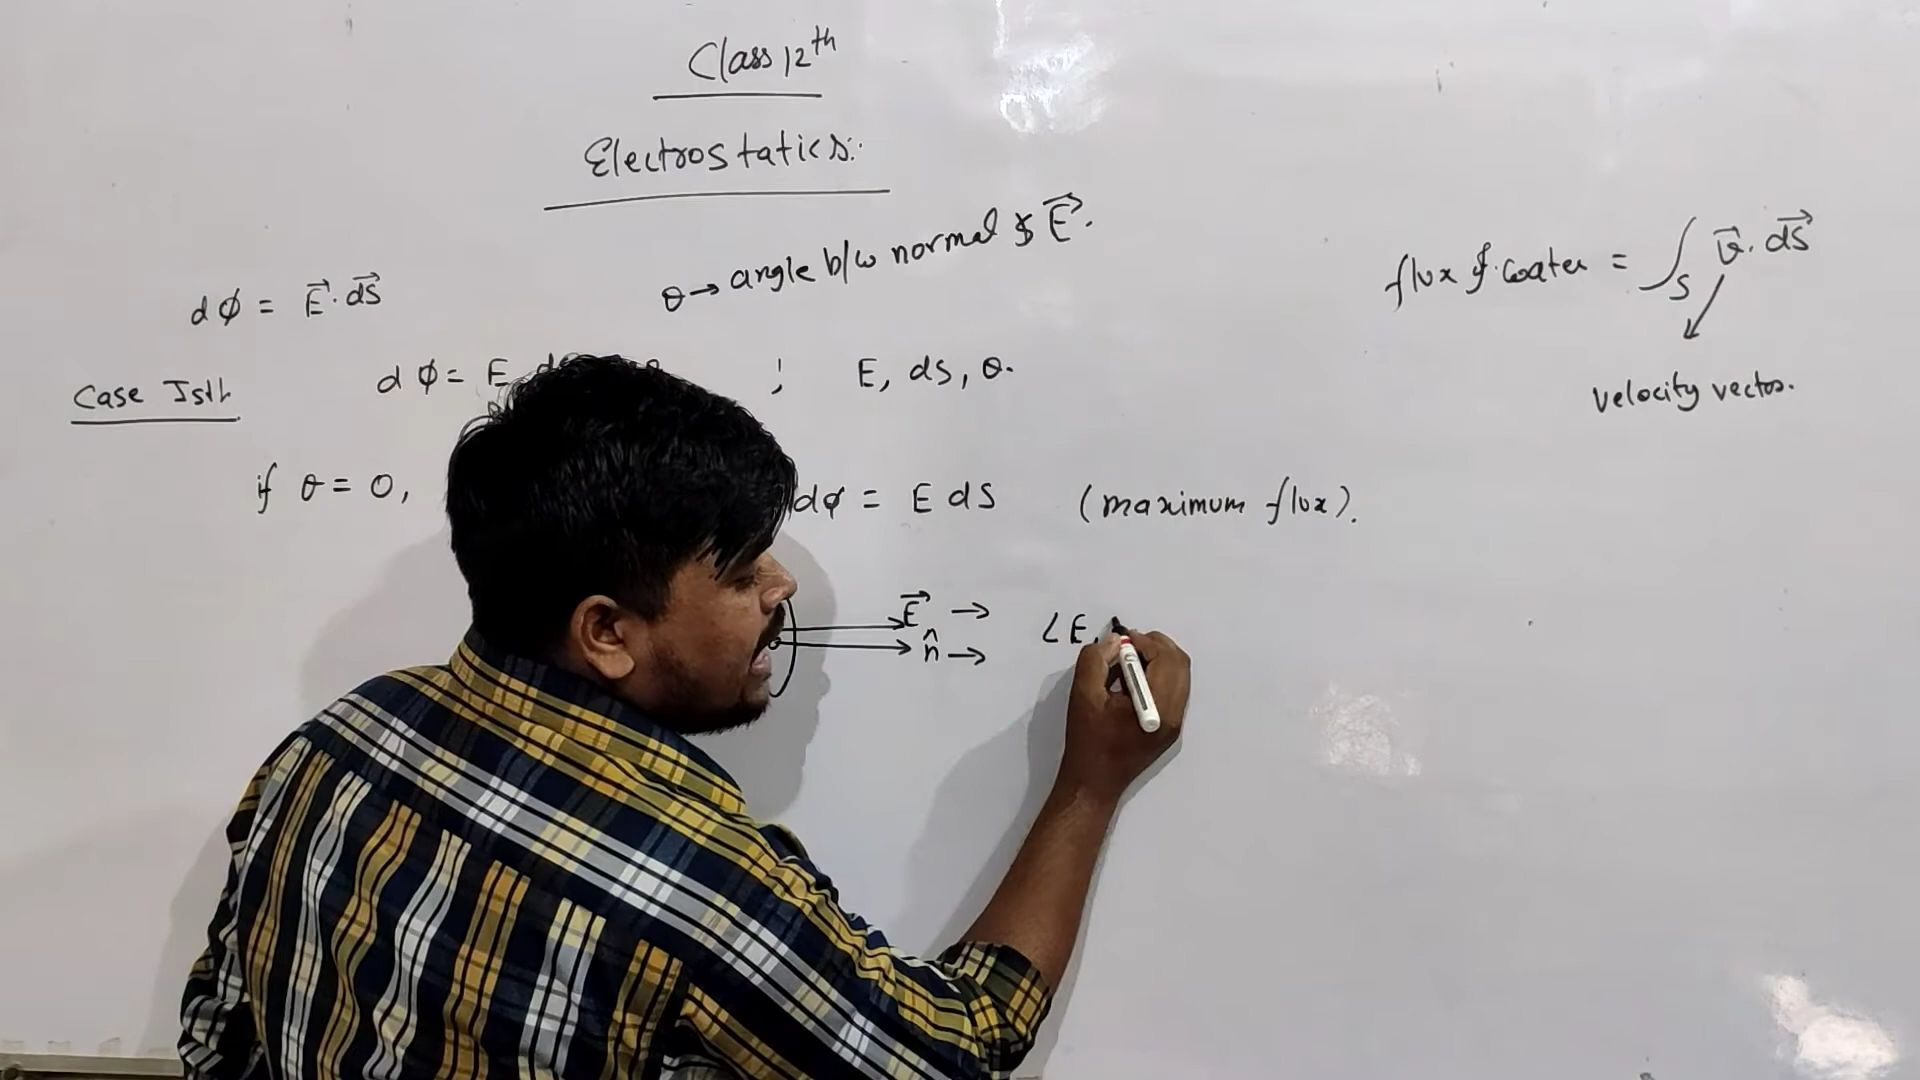 Class 12th
Electrostatics:
θ → angle b/w normal & E⃗.
dϕ = E⃗. dS⃗
flux of water = ∫S v⃗. dS⃗
velocity vector.
Case Ist
dϕ = E ; E, dS, θ.
if θ = 0, dϕ = E dS (maximum flux).
E⃗ →
n̂ →
∠E,